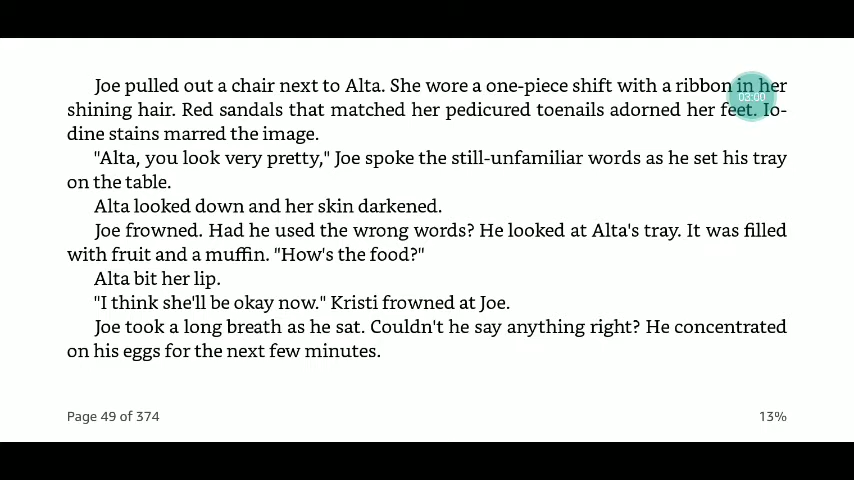 Joe pulled out a chair next to Alta. She wore a one-piece shift with a ribbon in her
shining hair. Red sandals that matched her pedicured toenails adorned her feet. Io-
dine stains marred the image.
"Alta, you look very pretty," Joe spoke the still-unfamiliar words as he set his tray
on the table.
Alta looked down and her skin darkened.
Joe frowned. Had he used the wrong words? He looked at Alta's tray. It was filled
with fruit and a muffin. "How's the food?"
Alta bit her lip.
"I think she'll be okay now." Kristi frowned at Joe.
Joe took a long breath as he sat. Couldn't he say anything right? He concentrated
on his eggs for the next few minutes.
Page 49 of 374
13%
03:00